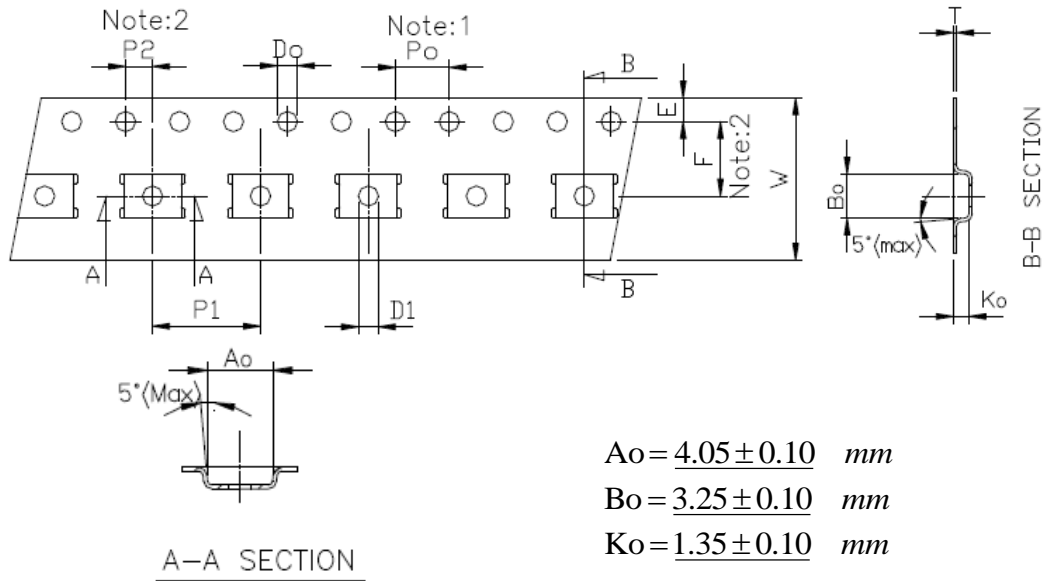 Note:2
P2
Do
Note:1
Po
B
E
F
Note:2
W
T
Bo
5°(max)
Ko
B-B SECTION
A
A
P1
D1
B
Ao
5°(Max)
A-A SECTION
Ao=4.05±0.10 mm
Bo=3.25±0.10 mm
Ko=1.35±0.10 mm